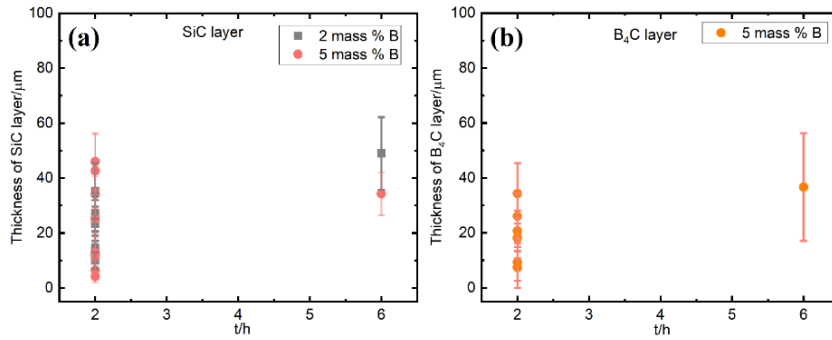 (a)
SiC layer
2 mass % B
5 mass % B
Thickness of SiC layer/μm
100
80
60
40
20
0
2 3 4 5 6
t/h
(b)
B₄C layer
5 mass % B
Thickness of B₄C layer/μm
100
80
60
40
20
0
2 3 4 5 6
t/h